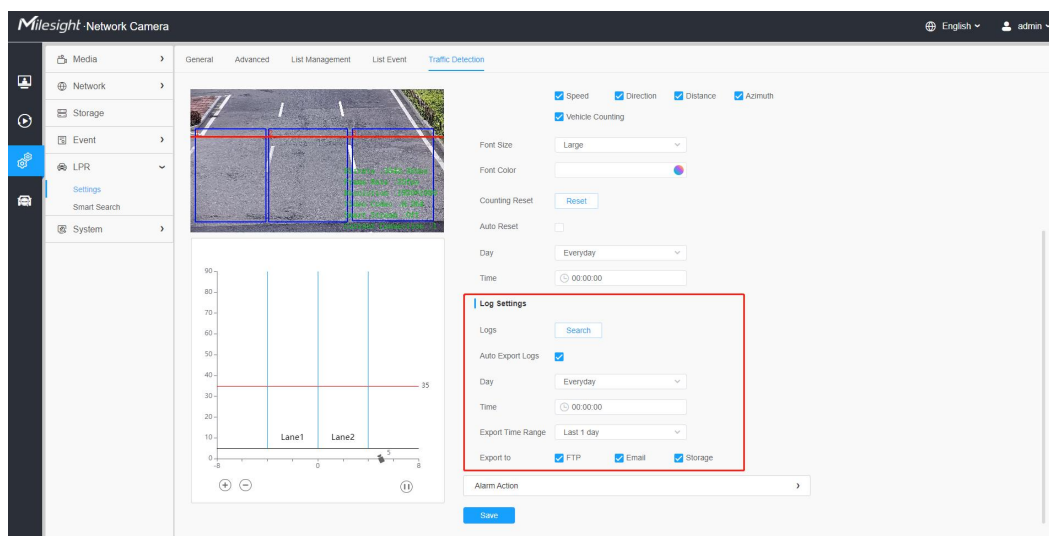 Milesight -Network Camera
English
admin
Media
Network
Storage
Event
LPR
Settings
Smart Search
System
General Advanced List Management List Event Traffic Detection
Speed Direction Distance Azimuth
Vehicle Counting
Font Size Large
Font Color
Counting Reset Reset
Auto Reset
Day Everyday
Time 00:00:00
Log Settings
Logs Search
Auto Export Logs
Day Everyday
Time 00:00:00
Export Time Range Last 1 day
Export to FTP Email Storage
Alarm Action
Save
90
80
70
60
50
40
35
30
20
10
Lane1 Lane2
5
0
-8 0 8